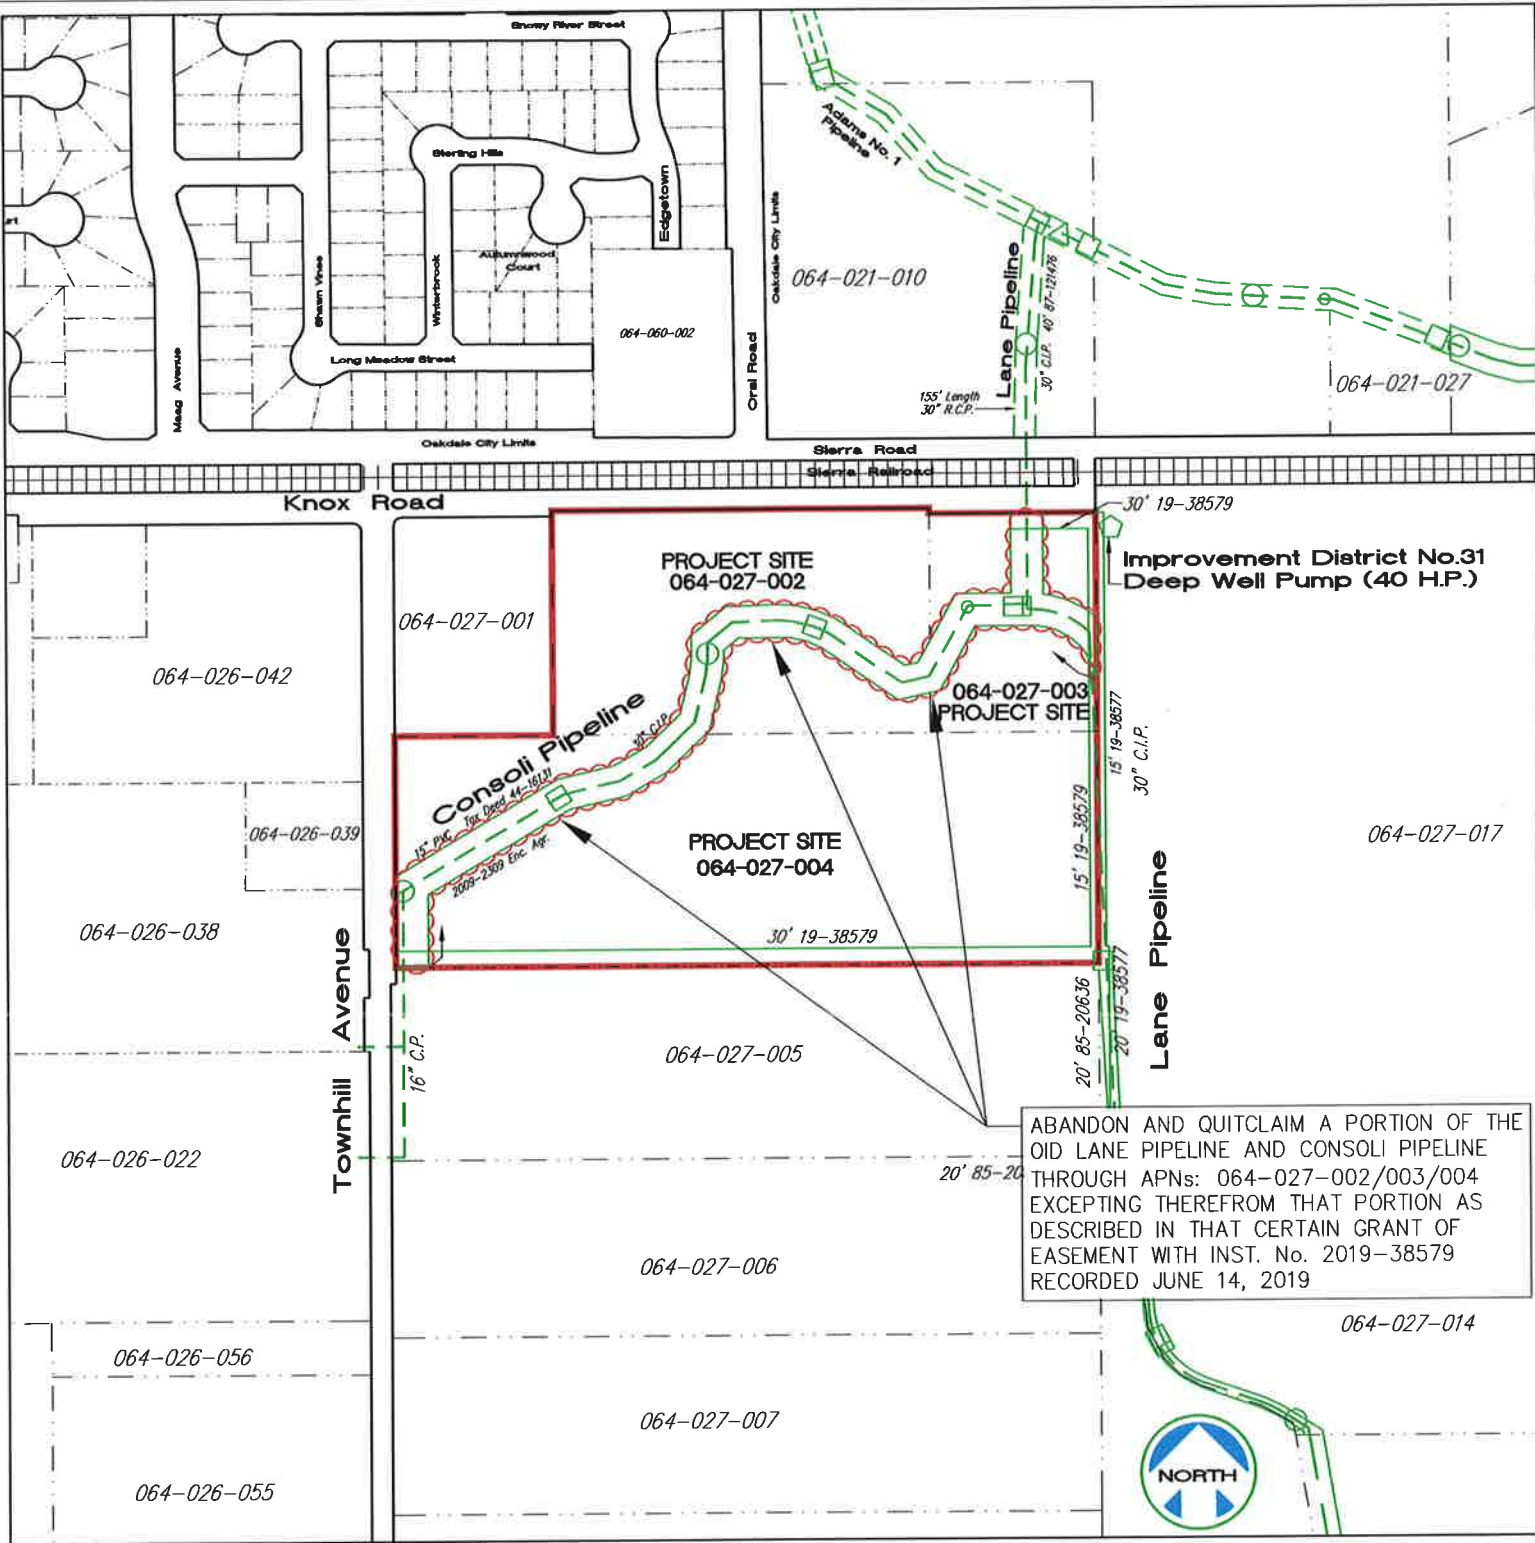 Snowy River Street
Sterling Hills
Edgetown
Autumnwood
Court
Shawn Vines
Winterbrook
Maag Avenue
Long Meadow Street
064-060-002
Oral Road
Oakdale City Limits
Oakdale City Limits
Adams No. 1
Pipeline
064-021-010
Lane Pipeline
30" C.I.P. 40' 87-121476
155' Length
30" R.C.P.
064-021-027
Sierra Road
Sierra Railroad
Knox Road
30' 19-38579
Improvement District No.31
Deep Well Pump (40 H.P.)
PROJECT SITE
064-027-002
064-027-001
064-026-042
064-027-003
PROJECT SITE
Consoli Pipeline
30" C.I.P.
15" PVC Tax Deed 44-16131
2009-2309 Enc. Agr.
15' 19-38577
30" C.I.P.
15' 19-38579
PROJECT SITE
064-027-004
064-026-039
064-027-017
064-026-038
30' 19-38579
Townhill Avenue
16" C.P.
Lane Pipeline
20' 85-20636
20' 19-38577
064-027-005
064-026-022
20' 85-20
ABANDON AND QUITCLAIM A PORTION OF THE
OID LANE PIPELINE AND CONSOLI PIPELINE
THROUGH APNs: 064-027-002/003/004
EXCEPTING THEREFROM THAT PORTION AS
DESCRIBED IN THAT CERTAIN GRANT OF
EASEMENT WITH INST. No. 2019-38579
RECORDED JUNE 14, 2019
064-027-006
064-027-014
064-026-056
064-027-007
064-026-055
NORTH